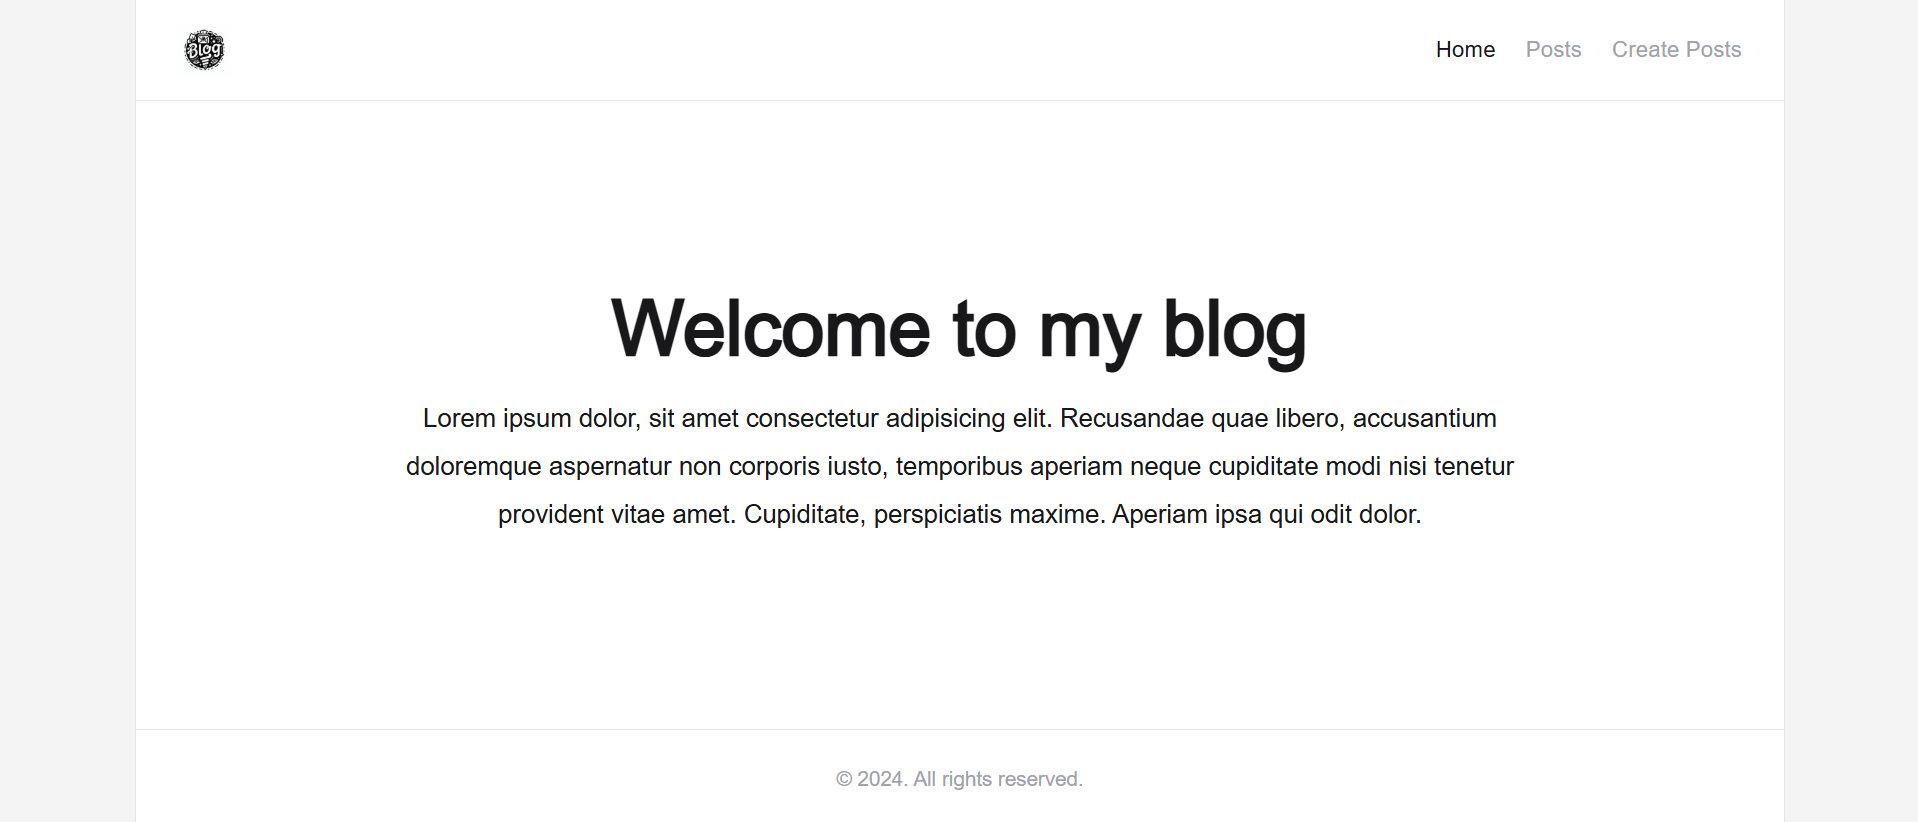 Blog
Home
Posts
Create Posts
Welcome to my blog
Lorem ipsum dolor, sit amet consectetur adipisicing elit. Recusandae quae libero, accusantium
doloremque aspernatur non corporis iusto, temporibus aperiam neque cupiditate modi nisi tenetur
provident vitae amet. Cupiditate, perspiciatis maxime. Aperiam ipsa qui odit dolor.
© 2024. All rights reserved.